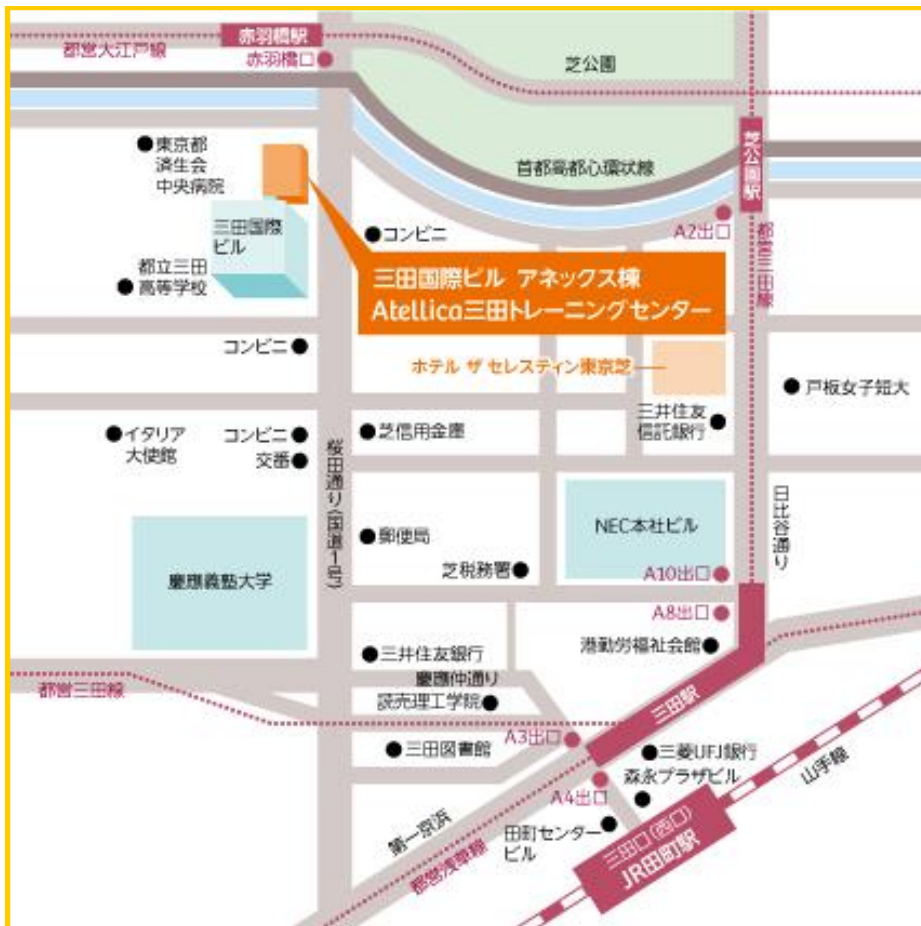 赤羽橋駅
都営大江戸線
赤羽橋口
芝公園
東京都
済生会
中央病院
首都高都心環状線
芝公園駅
A2出口
都営三田線
三田国際
ビル
コンビニ
都立三田
高等学校
三田国際ビル アネックス棟
Atellica三田トレーニングセンター
コンビニ
ホテル ザ セレスティン東京芝
戸板女子短大
三井住友
信託銀行
イタリア
大使館
コンビニ
交番
芝信用金庫
桜田通り(国道1号)
日比谷通り
郵便局
NEC本社ビル
芝税務署
A10出口
慶應義塾大学
A8出口
港勤労福祉会館
三井住友銀行
慶應仲通り
読売理工学院
都営三田線
三田駅
A3出口
三田図書館
三菱UFJ銀行
森永プラザビル
山手線
A4出口
第一京浜
都営浅草線
田町センター
ビル
三田口(西口)
JR田町駅